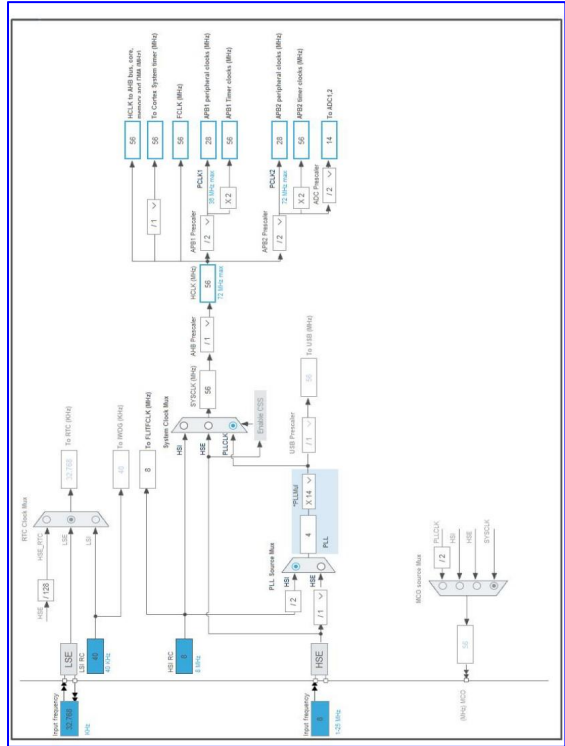 Input frequency
32.768
KHz
LSE
LSI RC
40
40 KHz
HSE
/ 128
HSE_RTC
LSE
LSI
RTC Clock Mux
32.768
To RTC (KHz)
40
To IWDG (KHz)
8
To FLITFCLK (MHz)
HSI RC
8
8 MHz
Input frequency
8
1-25 MHz
HSE
/ 2
/ 1
PLL Source Mux
HSI
HSE
4
*PLLMul
X 14
PLL
System Clock Mux
HSI
HSE
PLLCLK
Enable CSS
SYSCLK (MHz)
56
AHB Prescaler
/ 1
HCLK (MHz)
56
72 MHz max
56
HCLK to AHB bus, core,
memory and DMA (MHz)
/ 1
56
To Cortex System timer (MHz)
56
FCLK (MHz)
APB1 Prescaler
/ 2
PCLK1
36 MHz max
28
APB1 peripheral clocks (MHz)
X 2
56
APB1 Timer clocks (MHz)
APB2 Prescaler
/ 2
PCLK2
72 MHz max
28
APB2 peripheral clocks (MHz)
X 2
56
APB2 timer clocks (MHz)
ADC Prescaler
/ 2
14
To ADC1,2
USB Prescaler
/ 1
56
To USB (MHz)
MCO source Mux
PLLCLK
/ 2
HSI
HSE
SYSCLK
56
(MHz) MCO